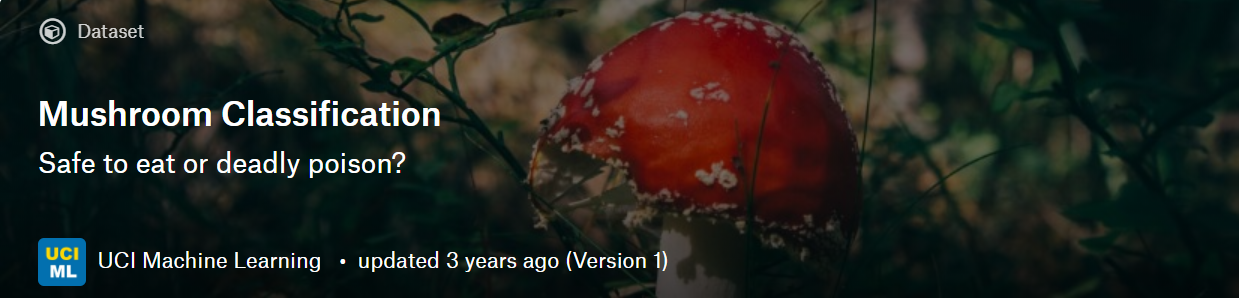 Dataset
Mushroom Classification
Safe to eat or deadly poison?
UCI
ML
UCI Machine Learning • updated 3 years ago (Version 1)